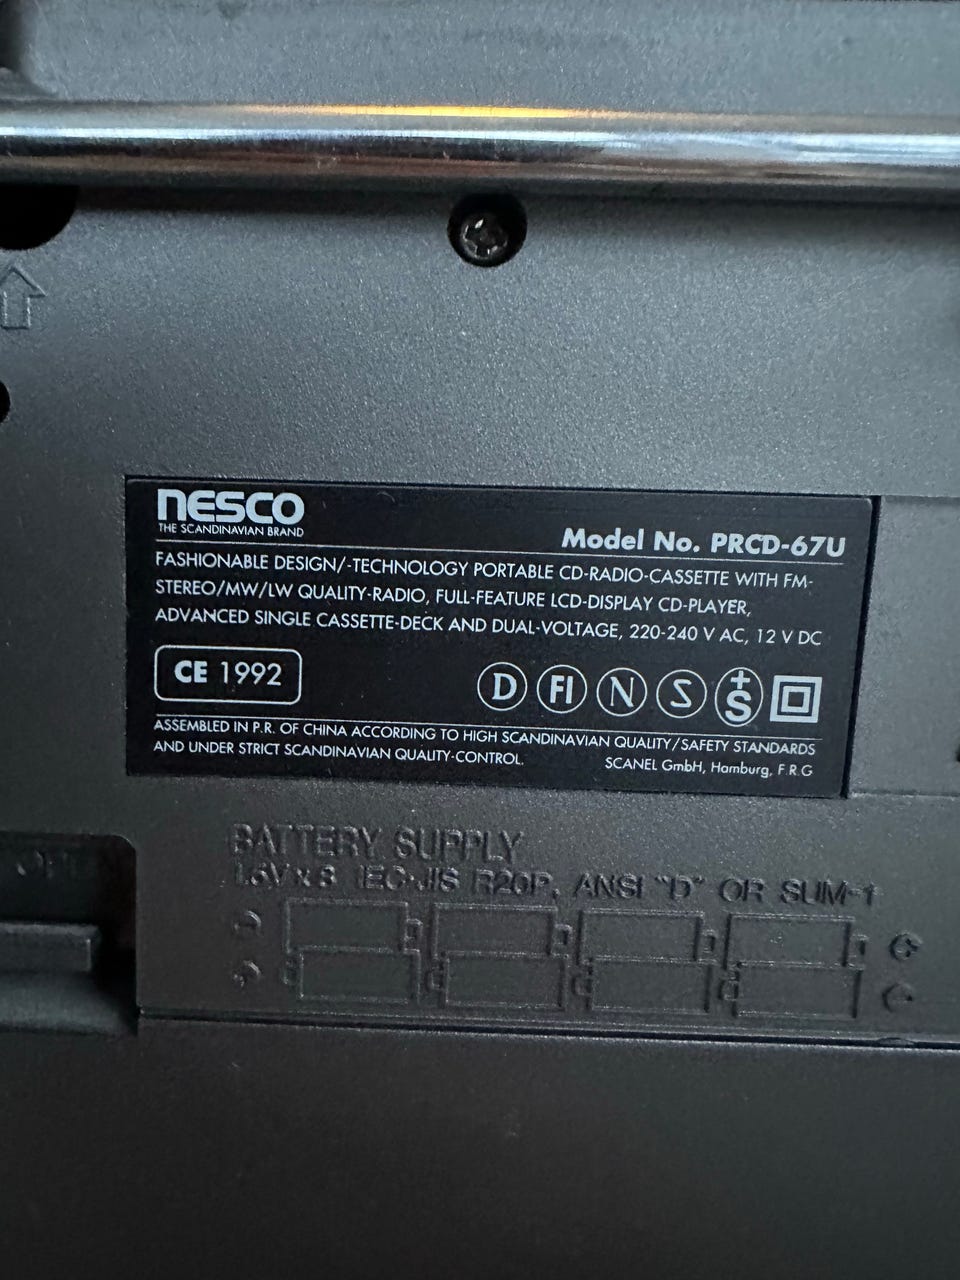 NESCO
THE SCANDINAVIAN BRAND
Model No. PRCD-67U
FASHIONABLE DESIGN/-TECHNOLOGY PORTABLE CD-RADIO-CASSETTE WITH FM-
STEREO/MW/LW QUALITY-RADIO, FULL-FEATURE LCD-DISPLAY CD-PLAYER,
ADVANCED SINGLE CASSETTE-DECK AND DUAL-VOLTAGE, 220-240 V AC, 12 V DC
CE 1992
D FI N S +S
ASSEMBLED IN P.R. OF CHINA ACCORDING TO HIGH SCANDINAVIAN QUALITY/SAFETY STANDARDS
AND UNDER STRICT SCANDINAVIAN QUALITY-CONTROL.
SCANEL GmbH, Hamburg, F.R.G
BATTERY SUPPLY
1.5V x 8 IEC-JIS R20P, ANSI "D" OR SUM-1